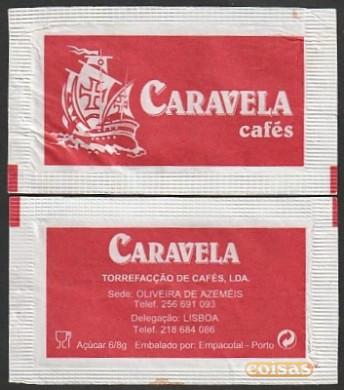 CARAVELA
cafés
CARAVELA
TORREFACÇÃO DE CAFÉS, LDA.
Sede: OLIVEIRA DE AZEMÉIS
Telef. 256 691 093
Delegação: LISBOA
Telef. 218 684 086
Açúcar 6/8g Embalado por: Empacotal - Porto
coisas